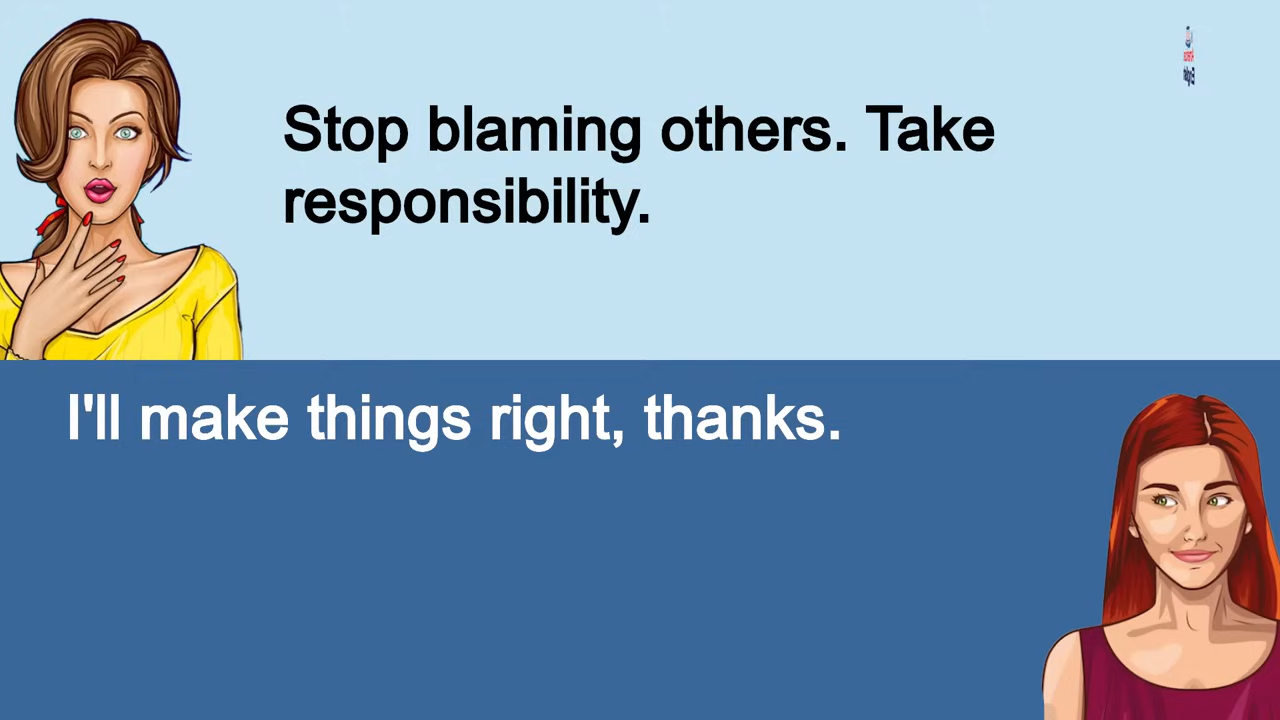 Stop blaming others. Take
responsibility.
I'll make things right, thanks.